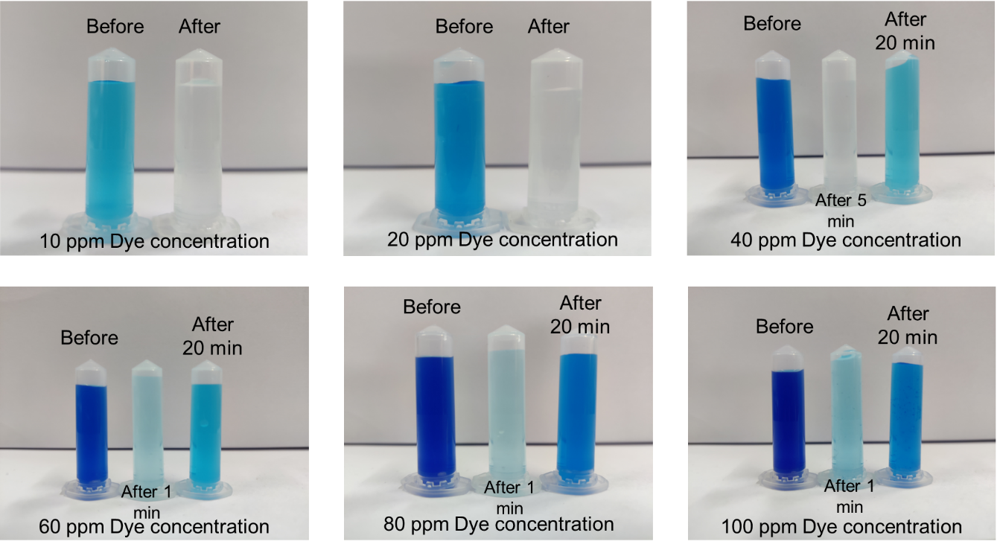 Before After
10 ppm Dye concentration
Before After
20 ppm Dye concentration
Before
After
20 min
After 5
min
40 ppm Dye concentration
Before
After
20 min
After 1
min
60 ppm Dye concentration
Before
After
20 min
After 1
min
80 ppm Dye concentration
Before
After
20 min
After 1
min
100 ppm Dye concentration